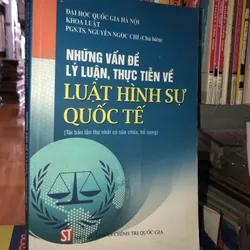 ĐẠI HỌC QUỐC GIA HÀ NỘI
KHOA LUẬT
PGS.TS. NGUYỄN NGỌC CHÍ (Chủ biên)
NHỮNG VẤN ĐỀ
LÝ LUẬN, THỰC TIỄN VỀ
LUẬT HÌNH SỰ
QUỐC TẾ
(Tái bản lần thứ nhất có sửa chữa, bổ sung)
CHÍNH TRỊ QUỐC GIA